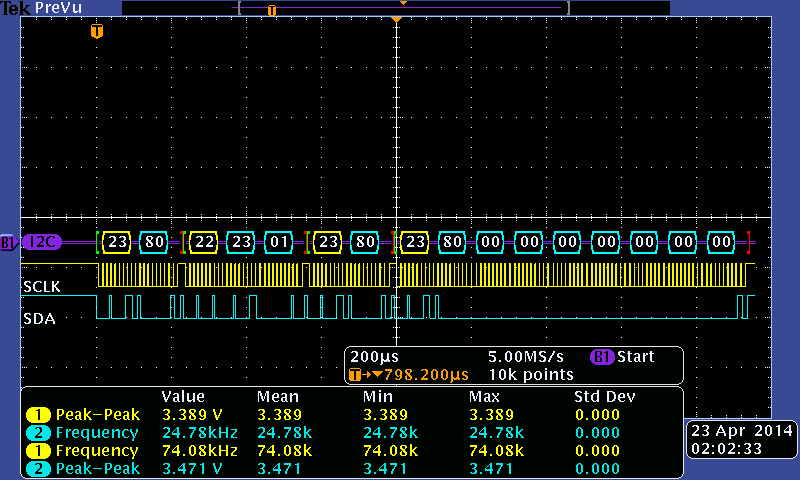 Tek PreVu
T
T
B1 I2C 23 80 22 23 01 23 80 23 80 00 00 00 00 00 00 00
SCLK
SDA
200µs 5.00MS/s B1 Start
T→▼798.200µs 10k points
Value Mean Min Max Std Dev
1 Peak-Peak 3.389 V 3.389 3.389 3.389 0.000
2 Frequency 24.78kHz 24.78k 24.78k 24.78k 0.000
1 Frequency 74.08kHz 74.08k 74.08k 74.08k 0.000
2 Peak-Peak 3.471 V 3.471 3.471 3.471 0.000
23 Apr 2014
02:02:33